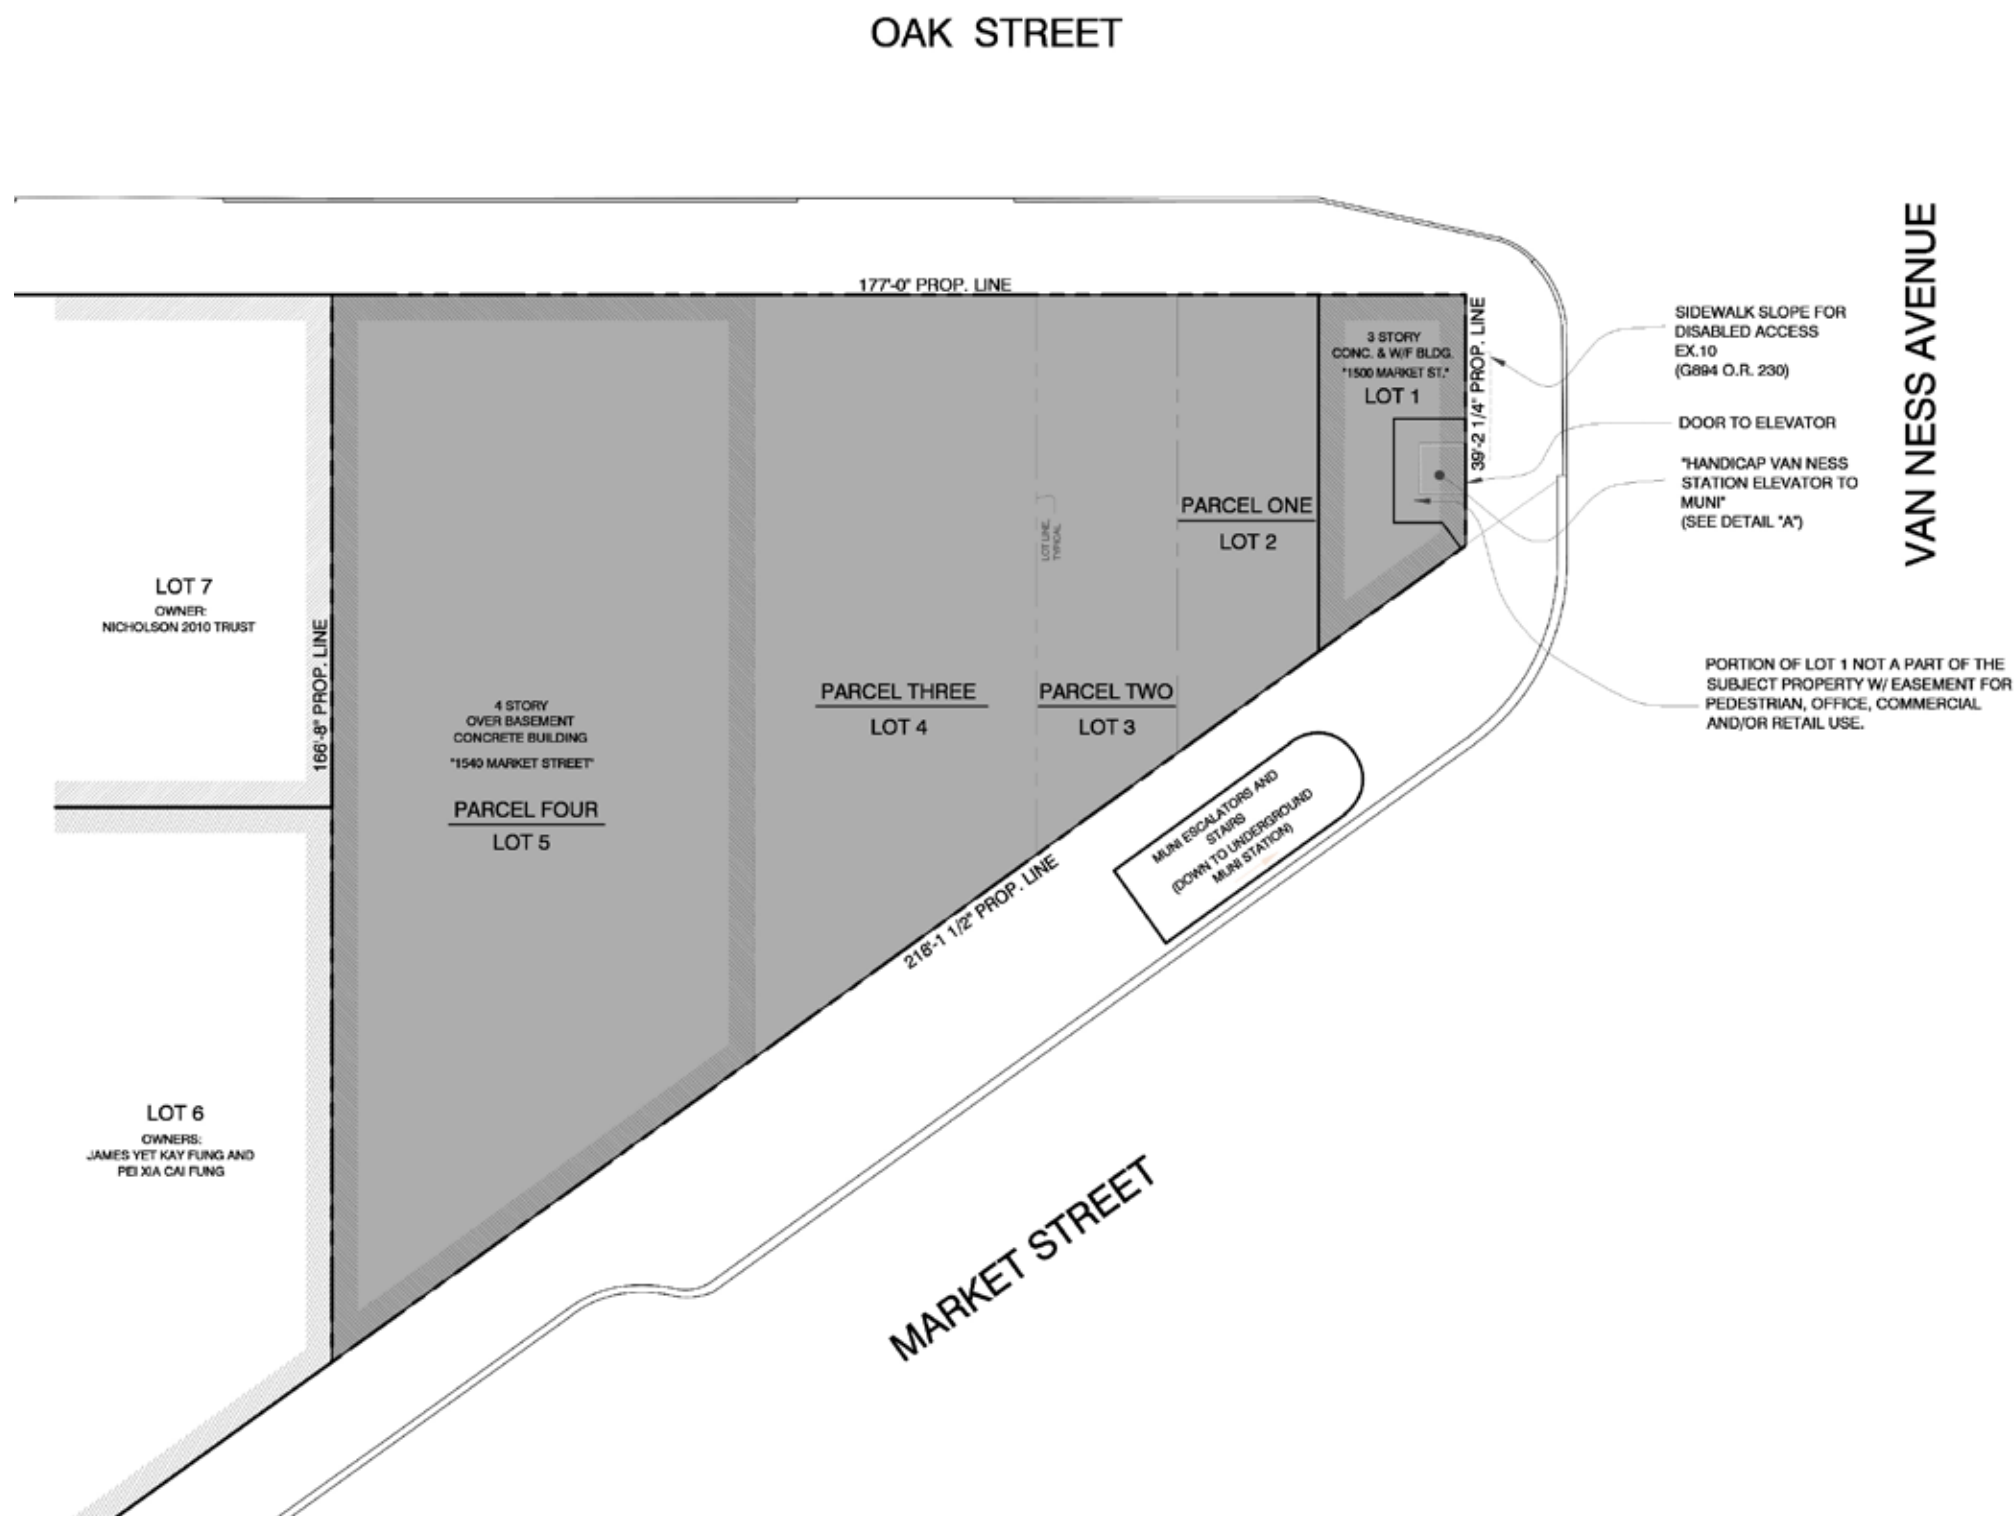 OAK STREET
177'-0" PROP. LINE
VAN NESS AVENUE
39'-2 1/4" PROP. LINE
3 STORY
CONC. & W/F BLDG.
"1500 MARKET ST."
LOT 1
SIDEWALK SLOPE FOR
DISABLED ACCESS
EX.10
(G894 O.R. 230)
DOOR TO ELEVATOR
"HANDICAP VAN NESS
STATION ELEVATOR TO
MUNI"
(SEE DETAIL "A")
PARCEL ONE
LOT 2
LOT LINE,
TYPICAL
LOT 7
OWNER:
NICHOLSON 2010 TRUST
166'-8" PROP. LINE
4 STORY
OVER BASEMENT
CONCRETE BUILDING
"1540 MARKET STREET"
PARCEL FOUR
LOT 5
PARCEL THREE
LOT 4
PARCEL TWO
LOT 3
PORTION OF LOT 1 NOT A PART OF THE
SUBJECT PROPERTY W/ EASEMENT FOR
PEDESTRIAN, OFFICE, COMMERCIAL
AND/OR RETAIL USE.
MUNI ESCALATORS AND
STAIRS
(DOWN TO UNDERGROUND
MUNI STATION)
218'-1 1/2" PROP. LINE
LOT 6
OWNERS:
JAMES YET KAY FUNG AND
PEI XIA CAI FUNG
MARKET STREET